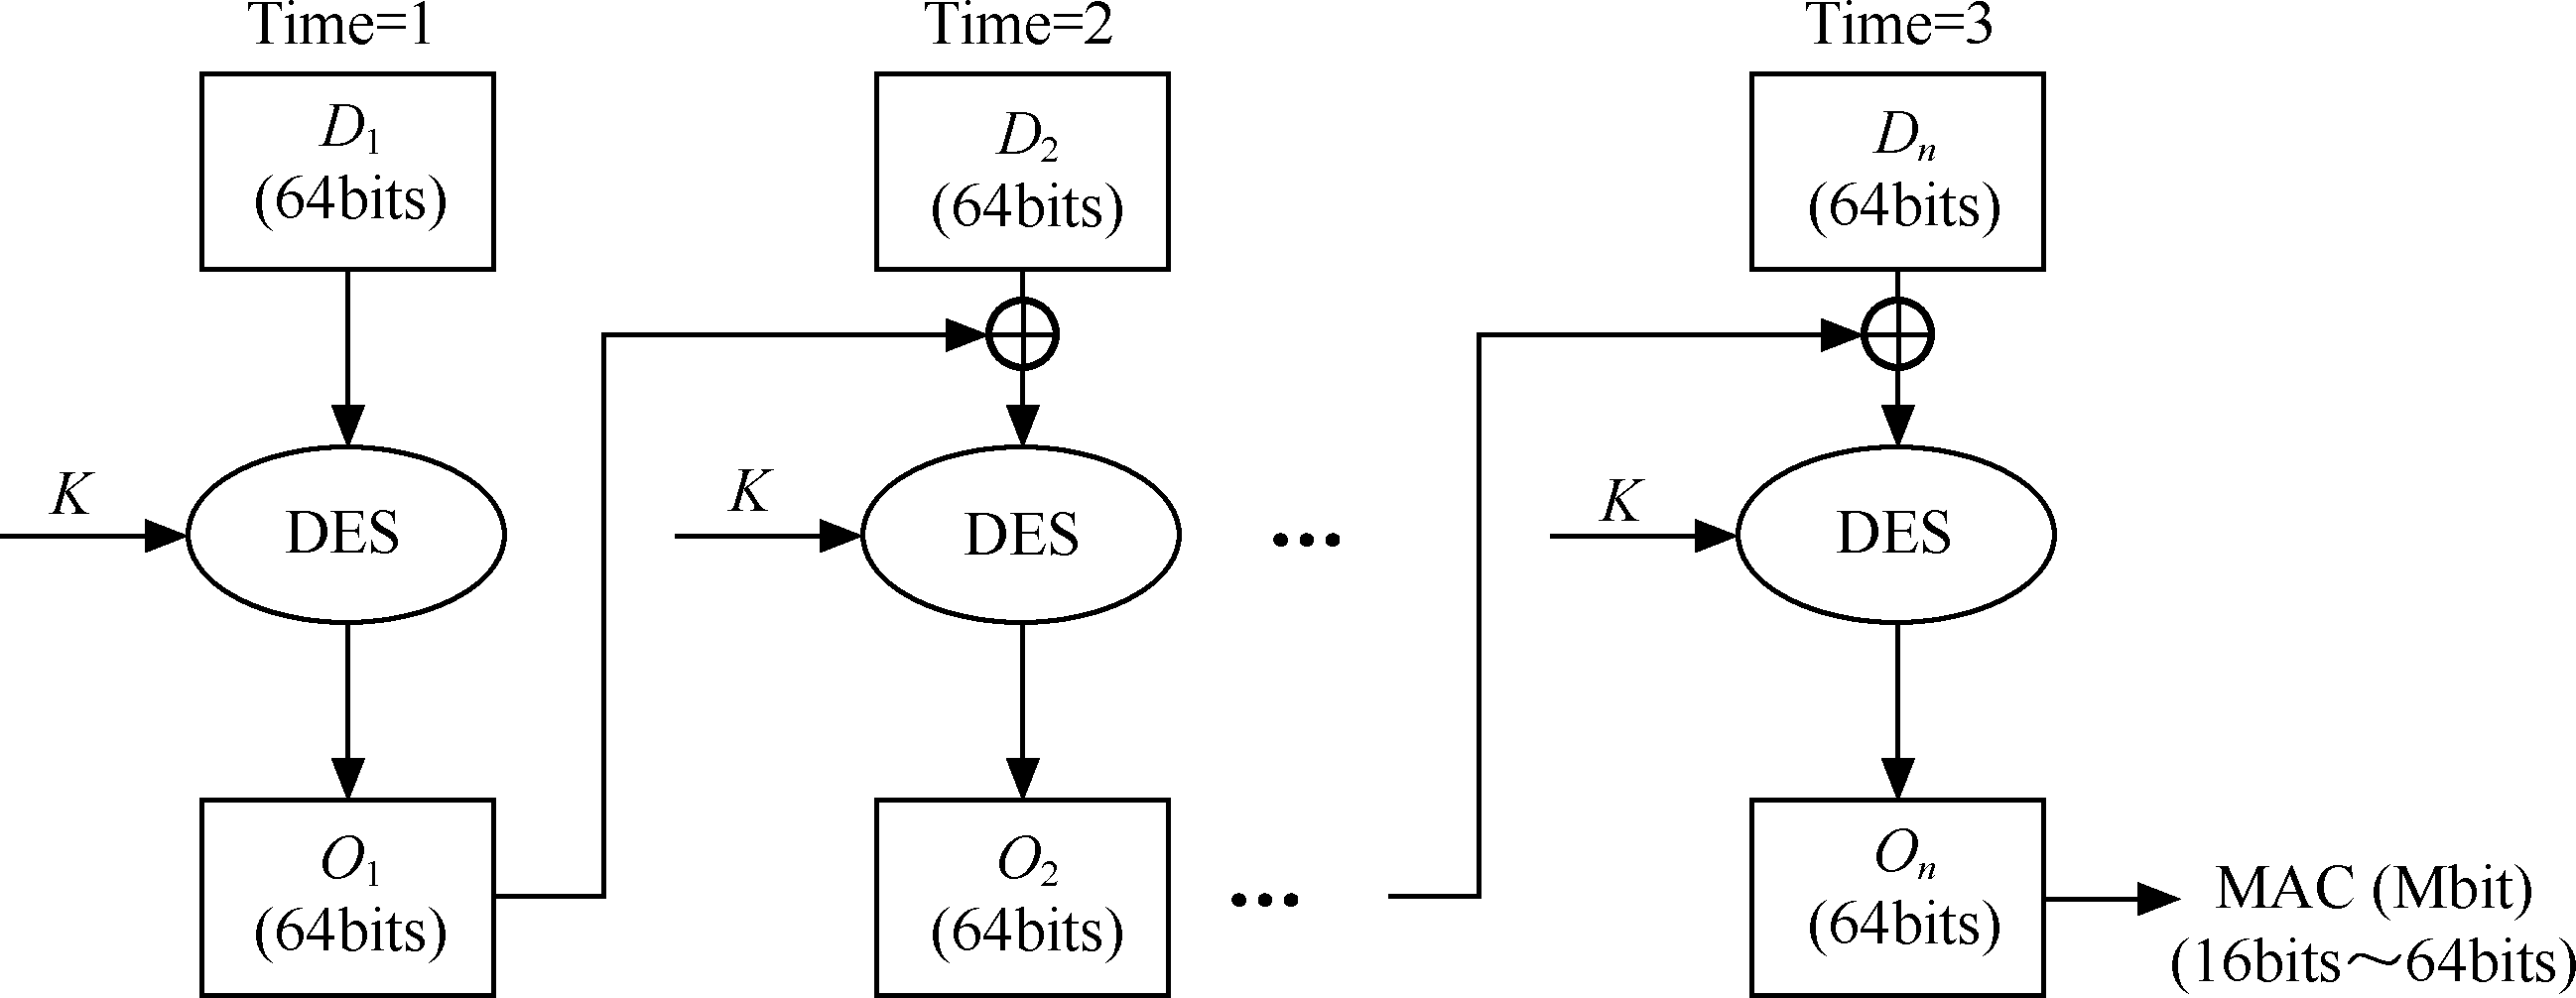 Time=1
Time=2
Time=3
D1
(64bits)
D2
(64bits)
Dn
(64bits)
K
DES
K
DES
...
K
DES
O1
(64bits)
O2
(64bits)
...
On
(64bits)
MAC (Mbit)
(16bits～64bits)